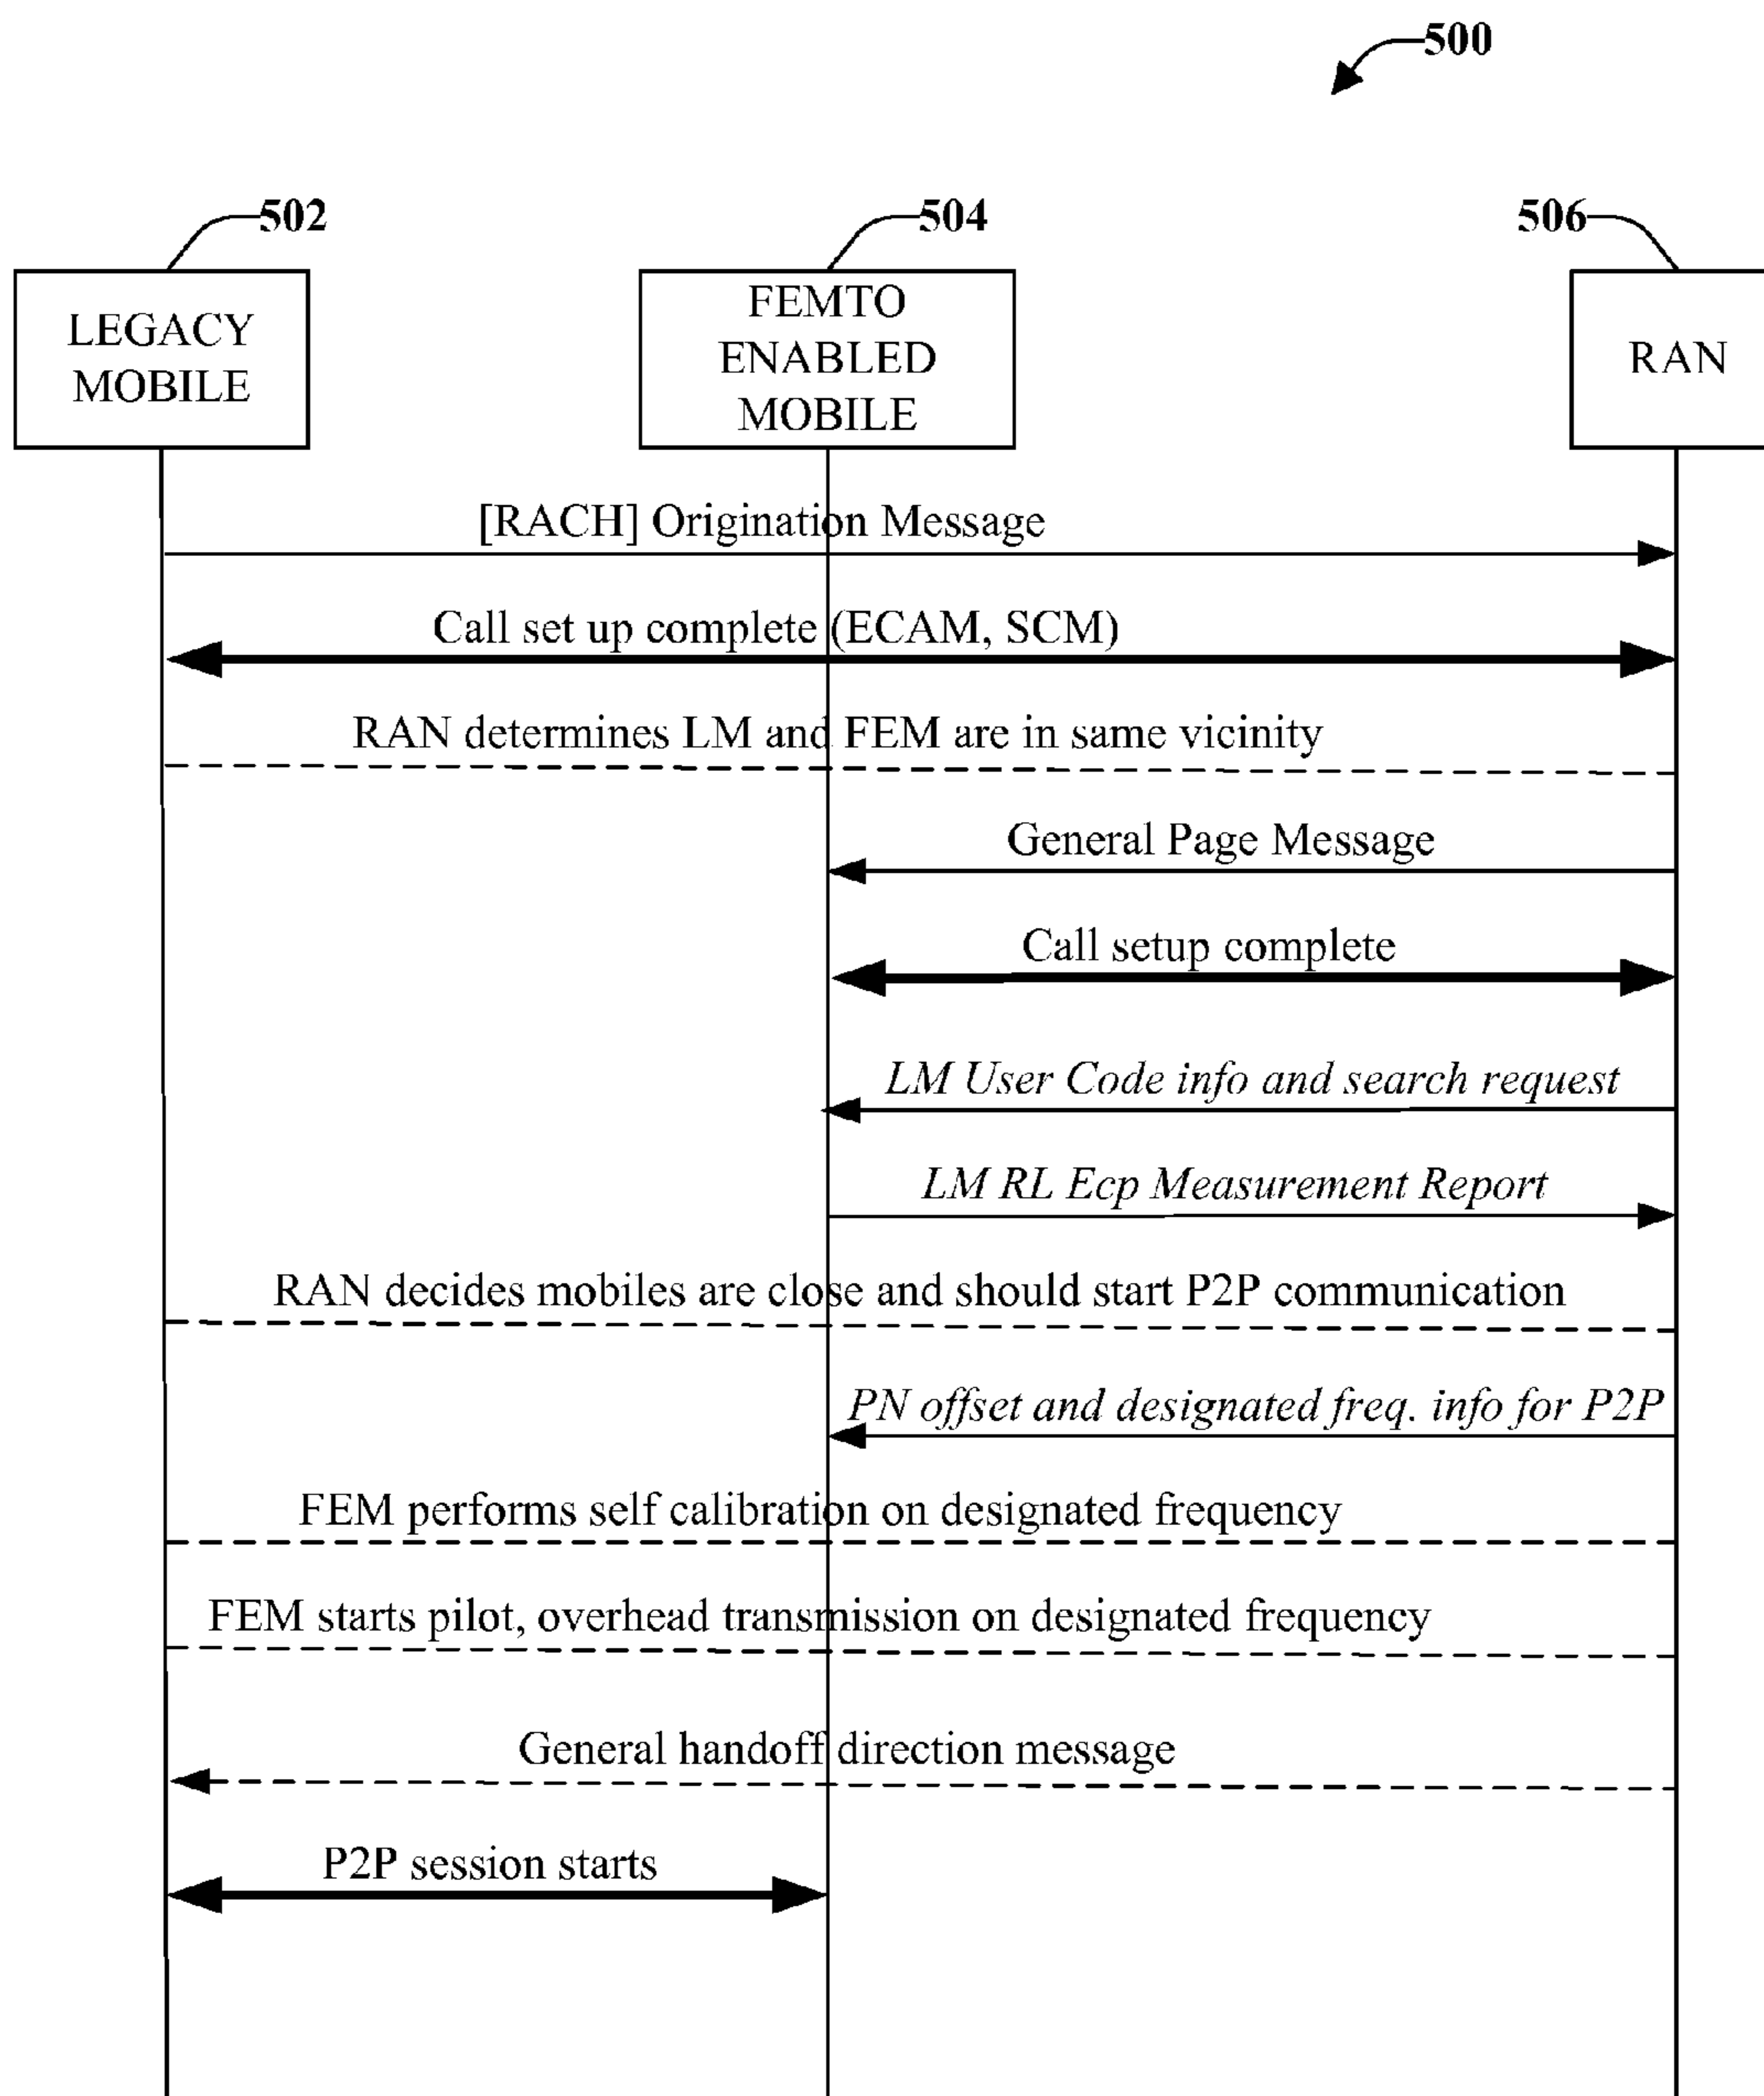 500
502
504
506
LEGACY
MOBILE
FEMTO
ENABLED
MOBILE
RAN
[RACH] Origination Message
Call set up complete (ECAM, SCM)
RAN determines LM and FEM are in same vicinity
General Page Message
Call setup complete
LM User Code info and search request
LM RL Ecp Measurement Report
RAN decides mobiles are close and should start P2P communication
PN offset and designated freq. info for P2P
FEM performs self calibration on designated frequency
FEM starts pilot, overhead transmission on designated frequency
General handoff direction message
P2P session starts